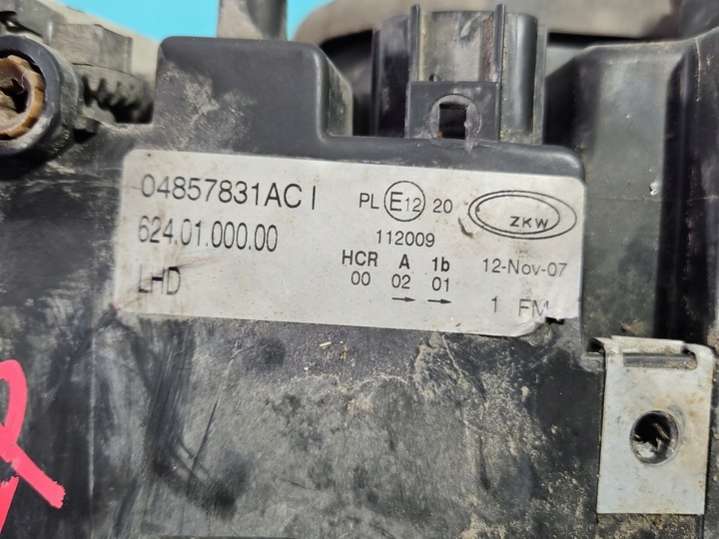 04857831AC I
624.01.000.00
LHD
PL E12 20
112009
HCR A 1b
00 02 01
→ →
ZKW
12-Nov-07
1 FM